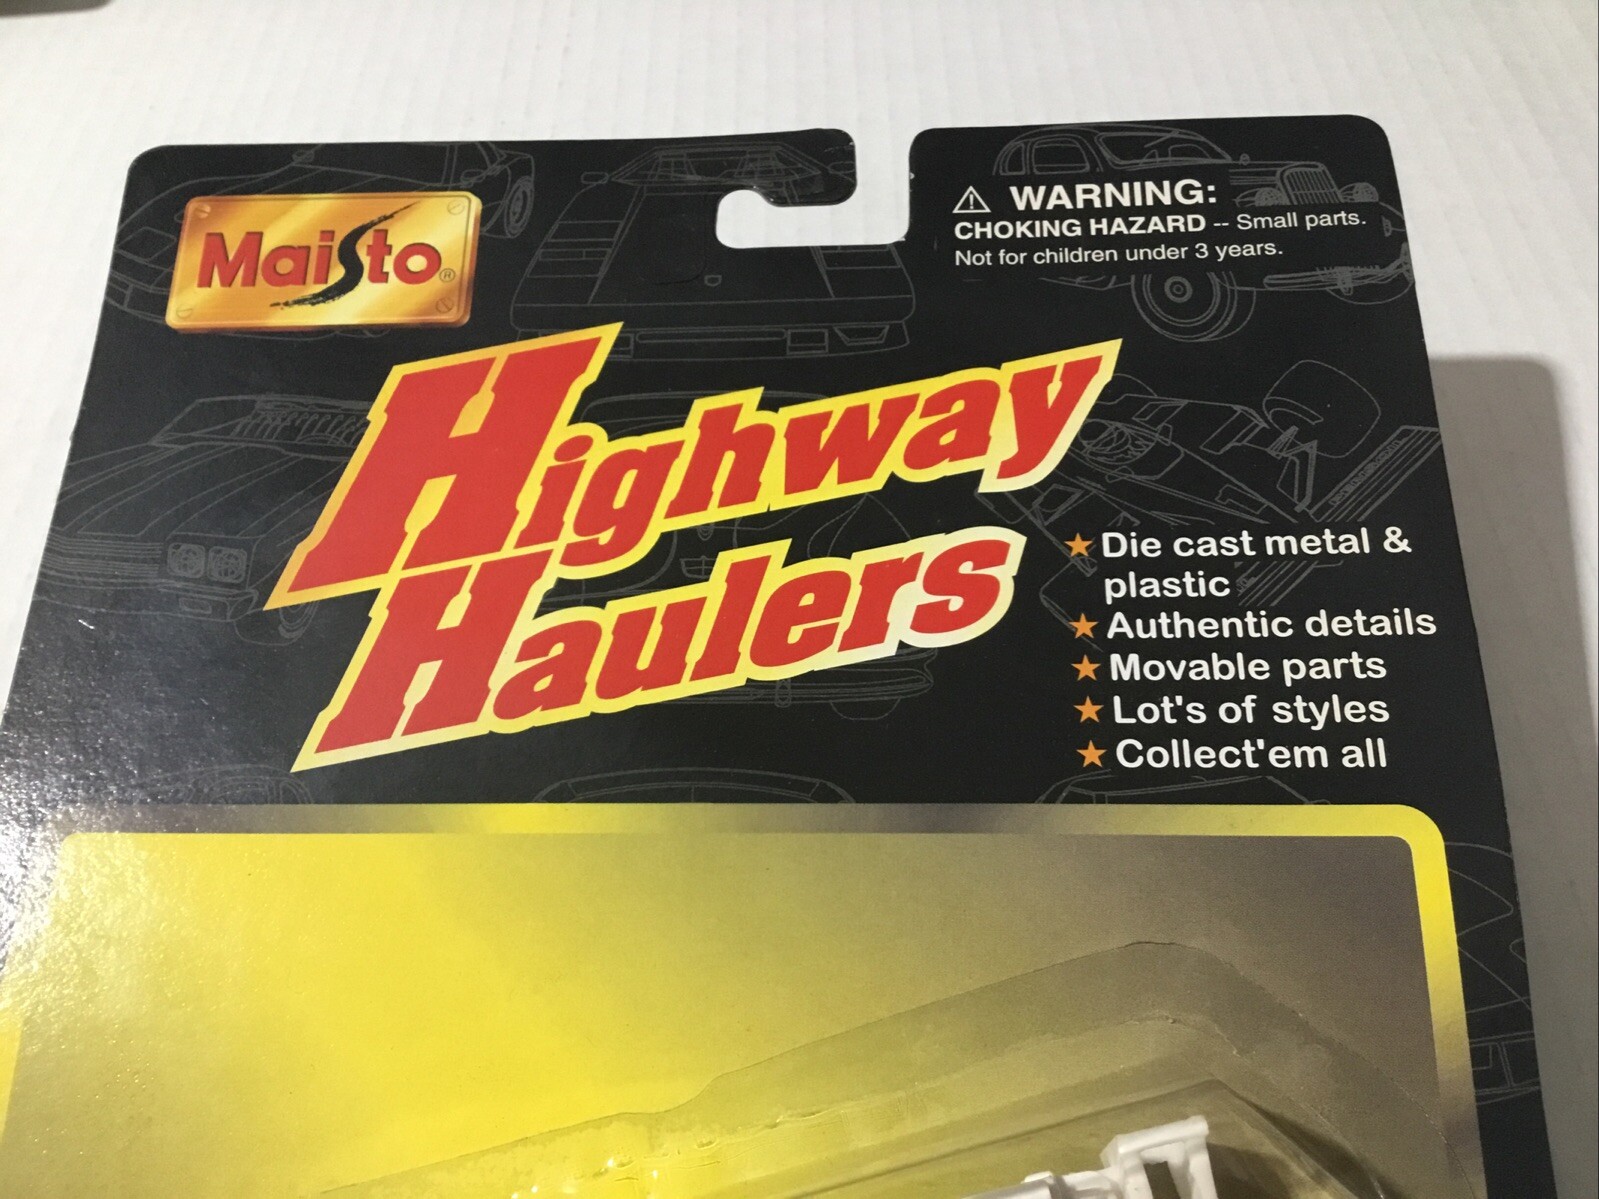 Maisto®
WARNING:
CHOKING HAZARD -- Small parts.
Not for children under 3 years.
Highway
Haulers
Die cast metal &
plastic
Authentic details
Movable parts
Lot's of styles
Collect'em all